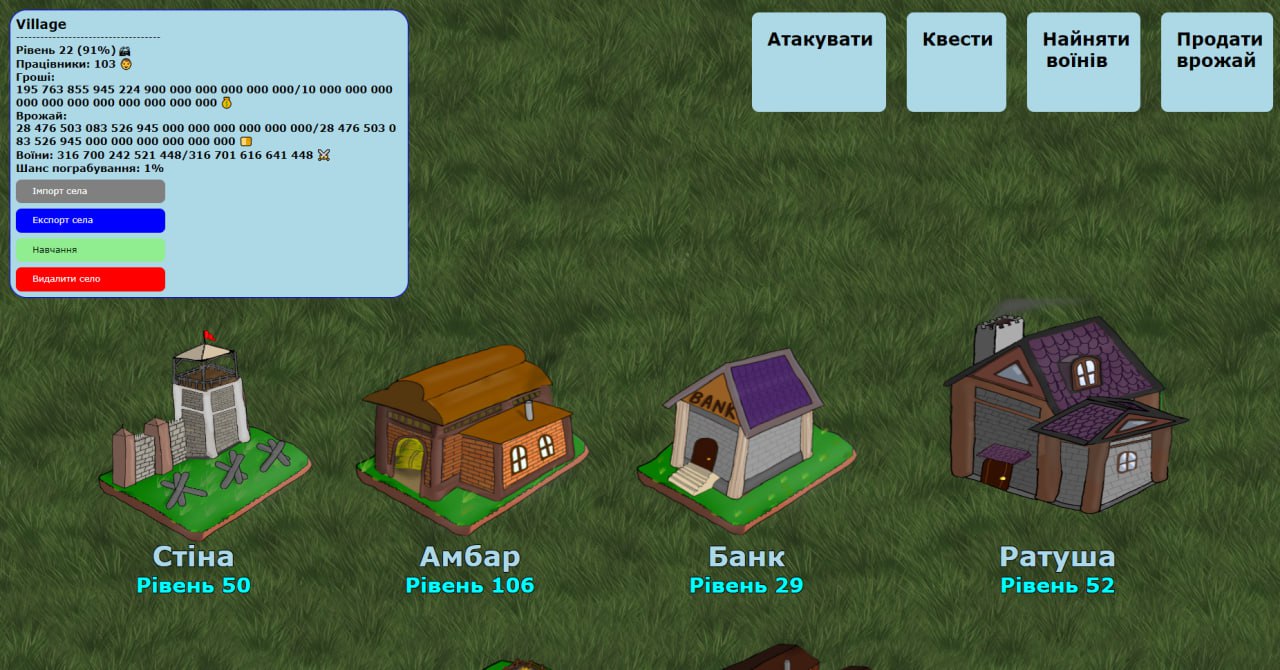 Village
------------------------------------
Рівень 22 (91%)
Працівники: 103
Гроші:
195 763 855 945 224 900 000 000 000 000 000/10 000 000 000
000 000 000 000 000 000 000 000
Врожай:
28 476 503 083 526 945 000 000 000 000 000 000/28 476 503 0
83 526 945 000 000 000 000 000 000
Воїни: 316 700 242 521 448/316 701 616 641 448
Шанс пограбування: 1%
Імпорт села
Експорт села
Навчання
Видалити село
Атакувати
Квести
Найняти
воїнів
Продати
врожай
BANK
Стіна
Рівень 50
Амбар
Рівень 106
Банк
Рівень 29
Ратуша
Рівень 52